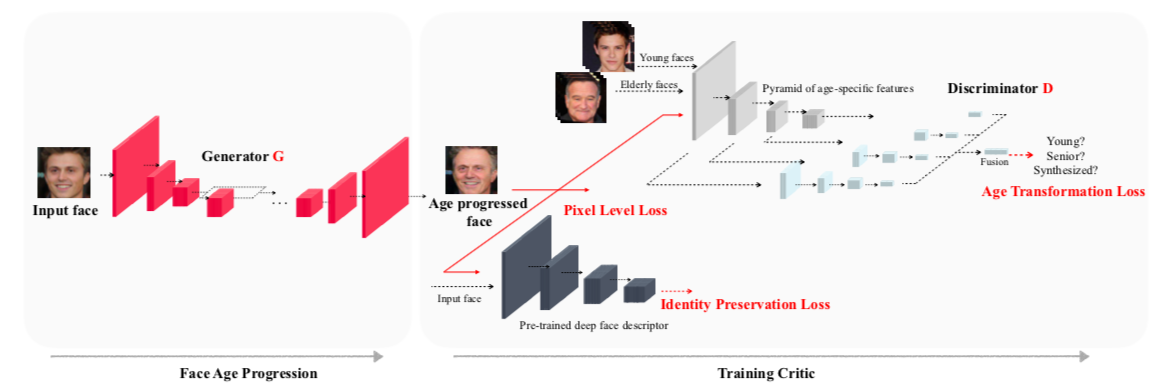 Input face
Generator G
Age progressed
face
Young faces
Elderly faces
Pyramid of age-specific features
Discriminator D
Fusion
Young?
Senior?
Synthesized?
Age Transformation Loss
Pixel Level Loss
Input face
Identity Preservation Loss
Pre-trained deep face descriptor
Face Age Progression
Training Critic